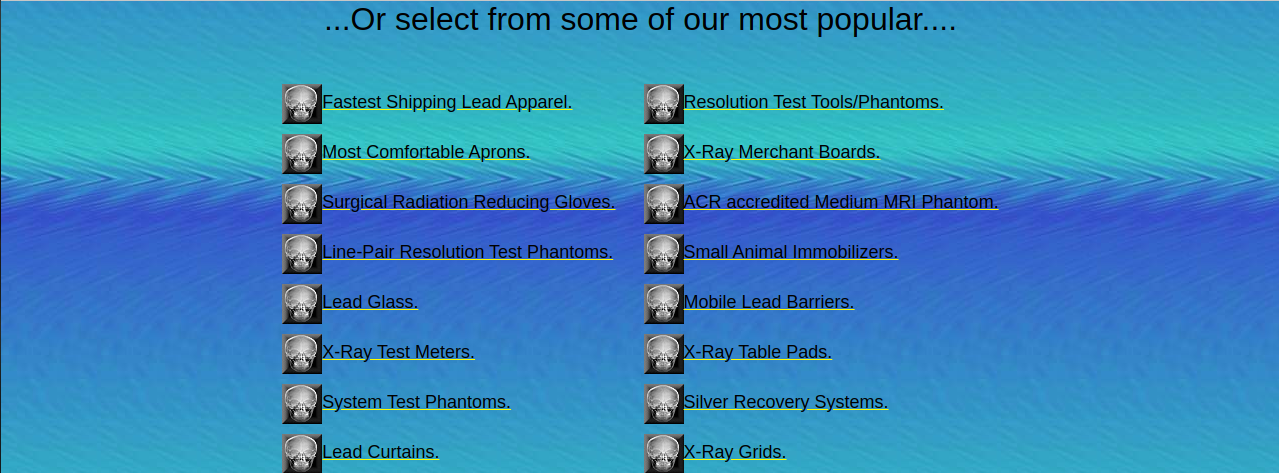 ...Or select from some of our most popular....
Fastest Shipping Lead Apparel.
Resolution Test Tools/Phantoms.
Most Comfortable Aprons.
X-Ray Merchant Boards.
Surgical Radiation Reducing Gloves.
ACR accredited Medium MRI Phantom.
Line-Pair Resolution Test Phantoms.
Small Animal Immobilizers.
Lead Glass.
Mobile Lead Barriers.
X-Ray Test Meters.
X-Ray Table Pads.
System Test Phantoms.
Silver Recovery Systems.
Lead Curtains.
X-Ray Grids.